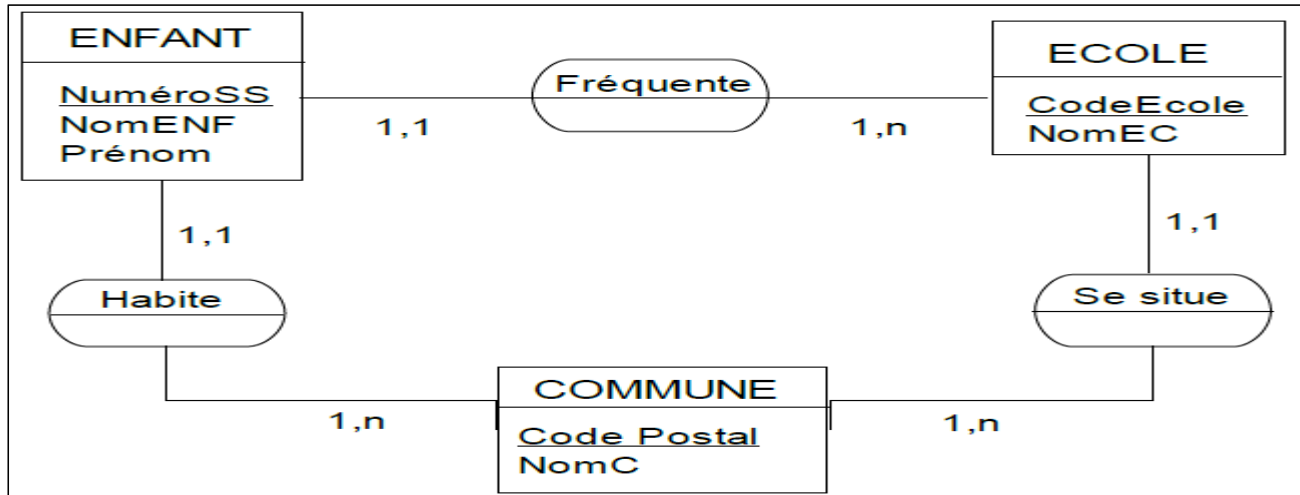 ENFANT
NuméroSS
NomENF
Prénom
1,1
Fréquente
1,n
ECOLE
CodeEcole
NomEC
1,1
Habite
1,n
1,1
Se situe
1,n
COMMUNE
Code Postal
NomC